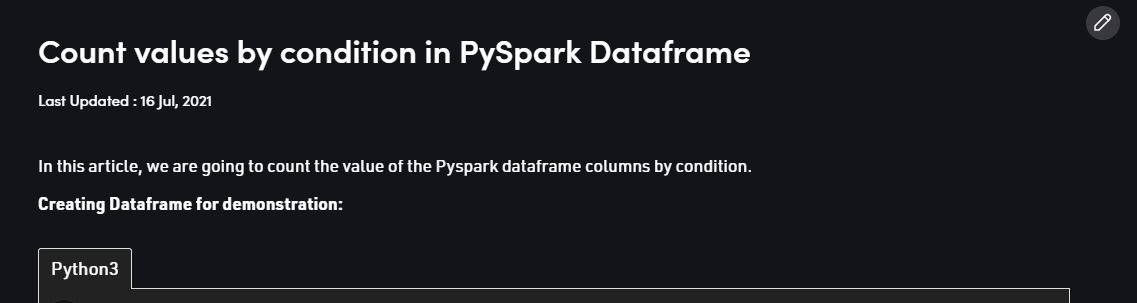 Count values by condition in PySpark Dataframe
Last Updated : 16 Jul, 2021
In this article, we are going to count the value of the Pyspark dataframe columns by condition.
Creating Dataframe for demonstration:
Python3